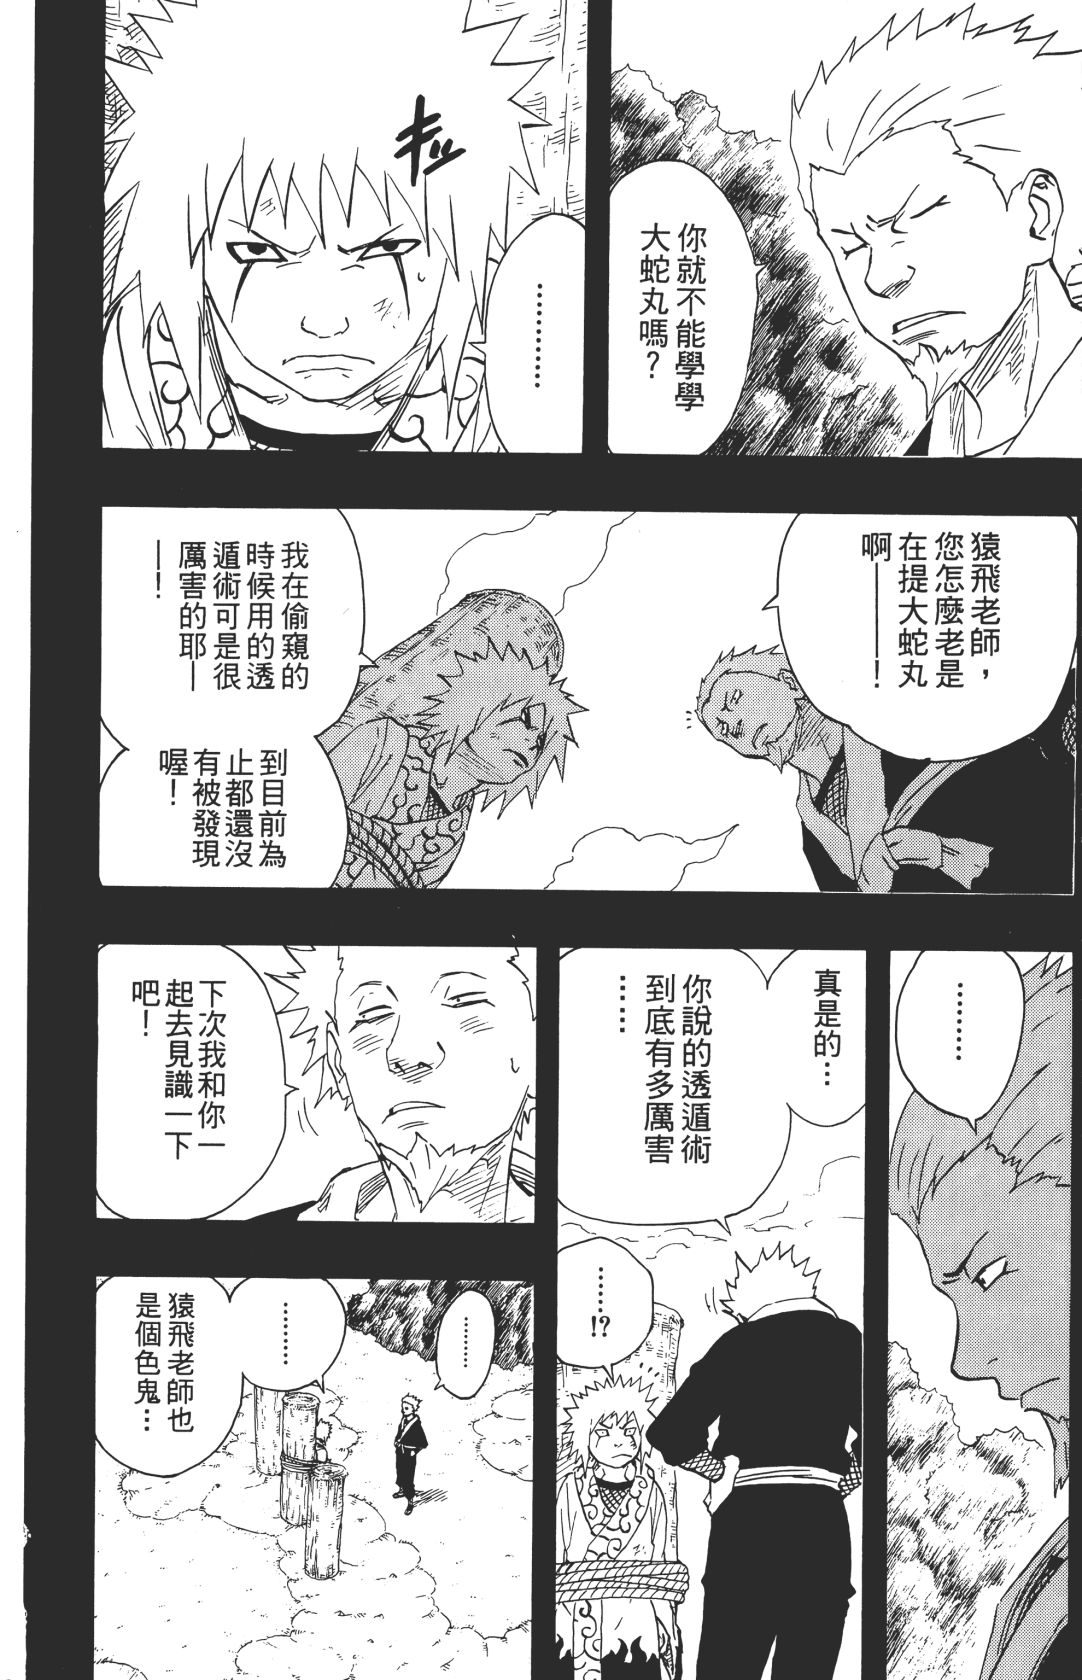 你就不能學學
大蛇丸嗎?
………
キッ
猿飛老師,
您怎麼老是
在提大蛇丸
啊——!
我在偷窺的
時候用的透
遁術可是很
厲害的耶—
—!
到目前為
止都還沒
有被發現
喔!
………
真是的…
你說的透遁術
到底有多厲害
……
……!?
下次我和你一
起去見識一下
吧!
………
………
猿飛老師也
是個色鬼…